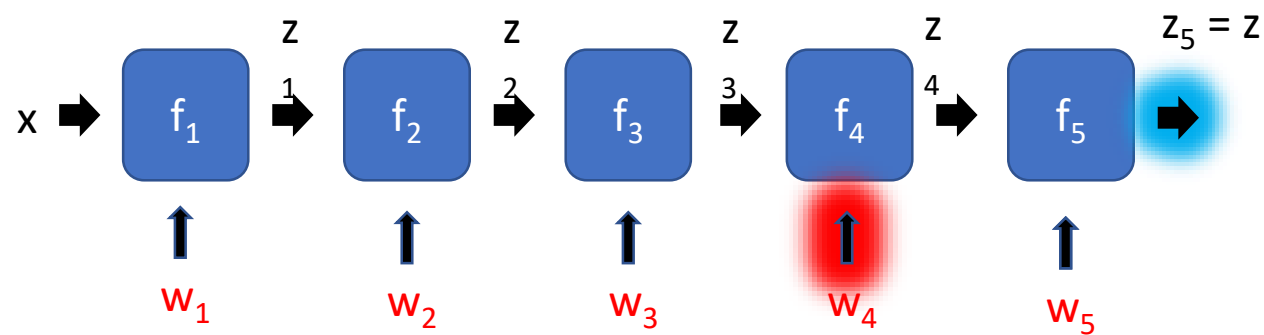 z₅ = z
z
1
z
2
z
3
z
4
x
f₁
f₂
f₃
f₄
f₅
w₁
w₂
w₃
w₄
w₅